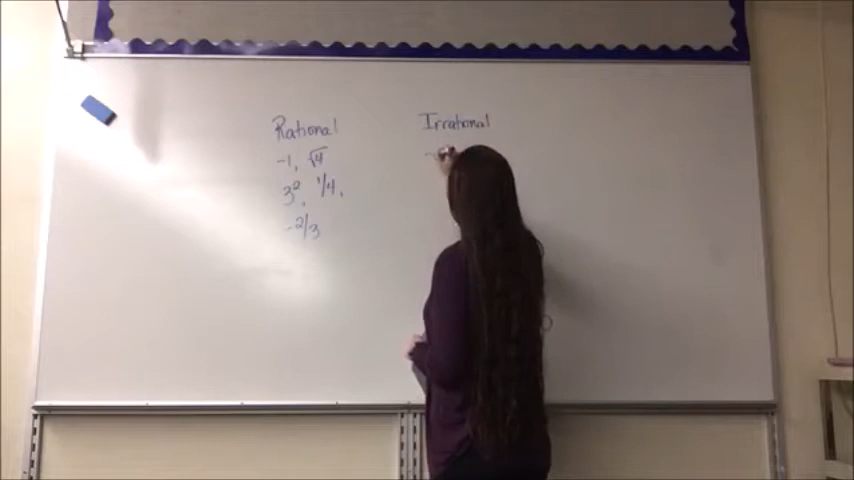 Rational Irrational
-1, √4
3², 1/4,
-2/3